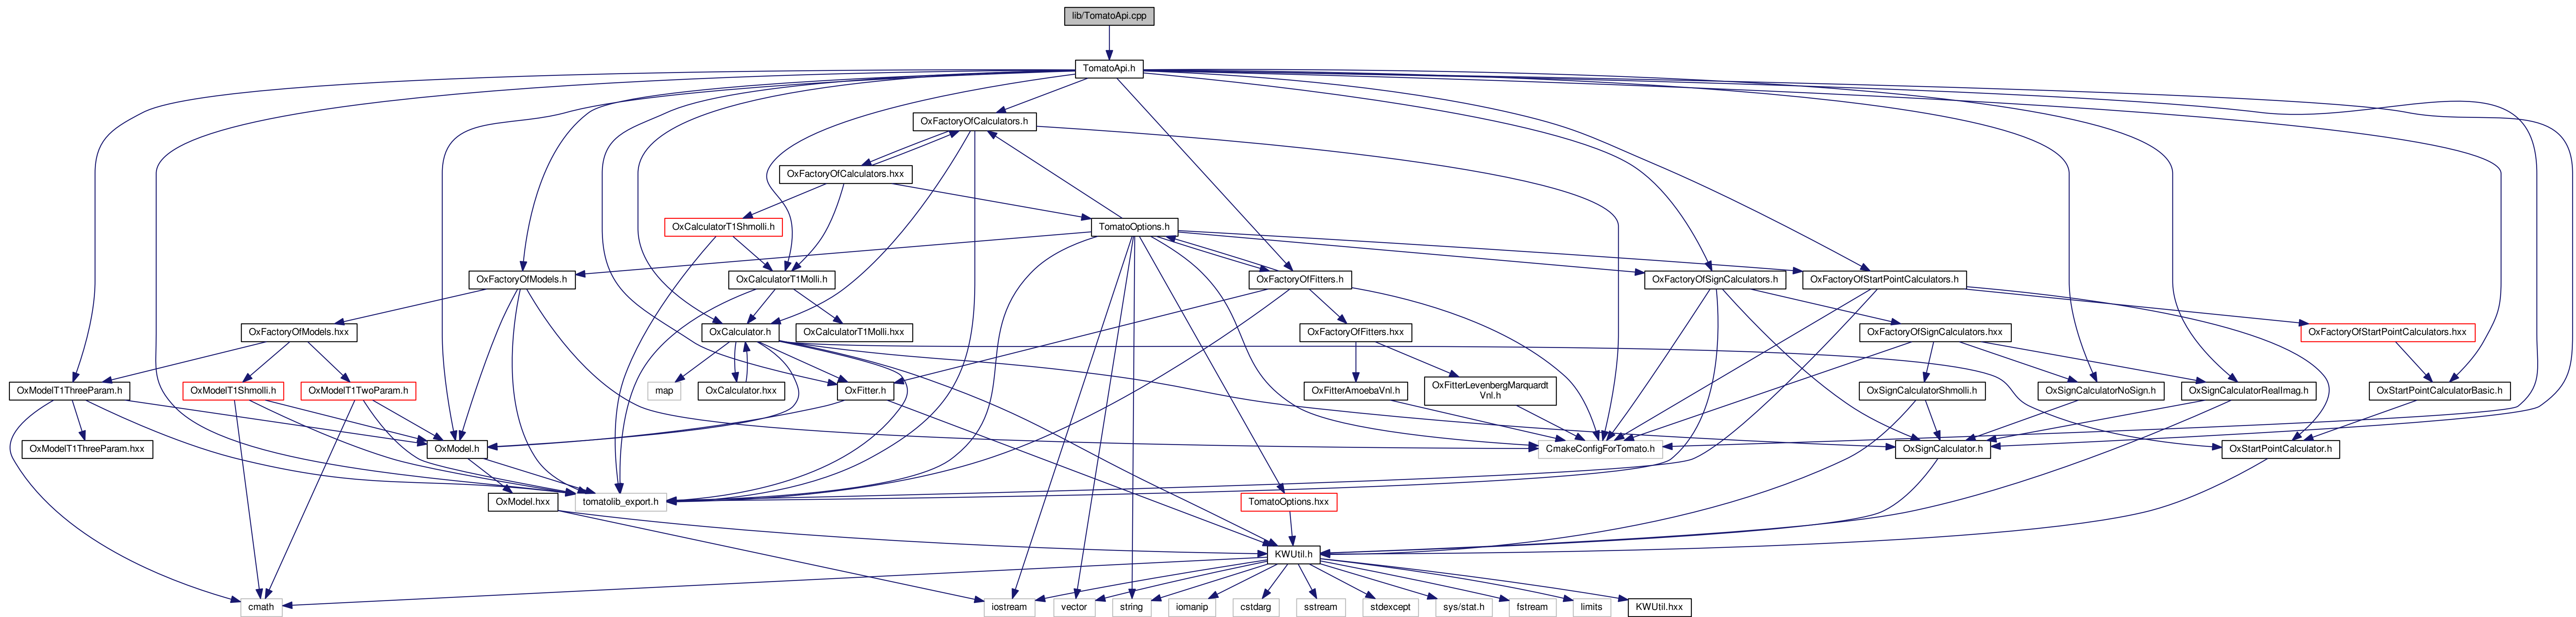 lib/TomatoApi.cpp
TomatoApi.h
OxFactoryOfCalculators.h
OxFactoryOfCalculators.hxx
OxCalculatorT1Shmolli.h
TomatoOptions.h
OxFactoryOfModels.h
OxCalculatorT1Molli.h
OxFactoryOfFitters.h
OxFactoryOfSignCalculators.h
OxFactoryOfStartPointCalculators.h
OxFactoryOfModels.hxx
OxCalculator.h
OxCalculatorT1Molli.hxx
OxFactoryOfFitters.hxx
OxFactoryOfSignCalculators.hxx
OxFactoryOfStartPointCalculators.hxx
OxModelT1ThreeParam.h
OxModelT1Shmolli.h
OxModelT1TwoParam.h
map
OxCalculator.hxx
OxFitter.h
OxFitterAmoebaVnl.h
OxFitterLevenbergMarquardt
Vnl.h
OxSignCalculatorShmolli.h
OxSignCalculatorNoSign.h
OxSignCalculatorRealImag.h
OxStartPointCalculatorBasic.h
OxModelT1ThreeParam.hxx
OxModel.h
CmakeConfigForTomato.h
OxSignCalculator.h
OxStartPointCalculator.h
OxModel.hxx
tomatolib_export.h
TomatoOptions.hxx
KWUtil.h
cmath
iostream
vector
string
iomanip
cstdarg
sstream
stdexcept
sys/stat.h
fstream
limits
KWUtil.hxx